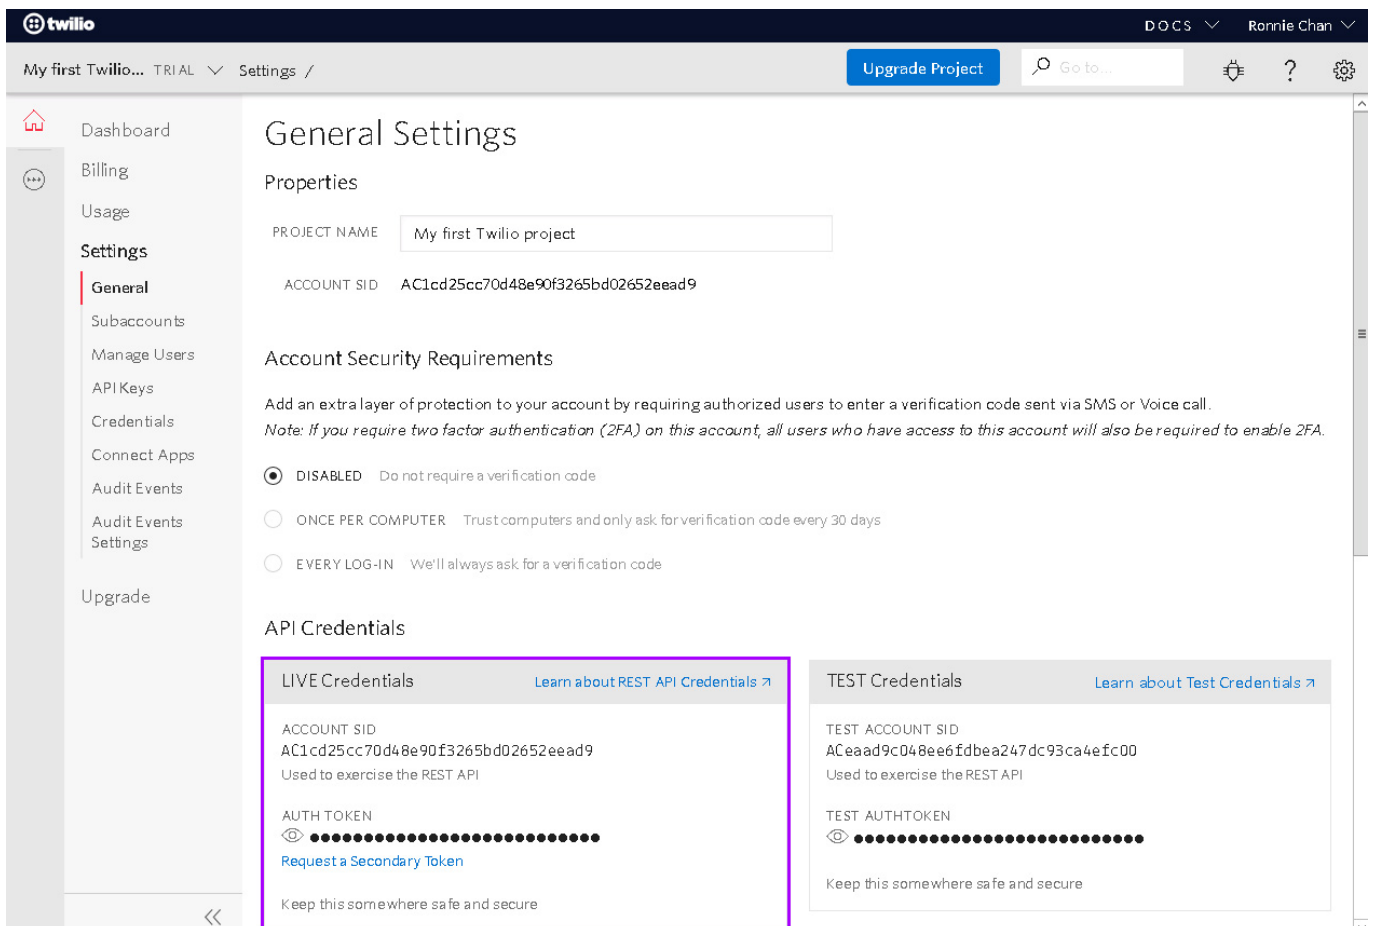 twilio
DOCS
Ronnie Chan
My first Twilio... TRIAL
Settings /
Upgrade Project
Go to...
?
Dashboard
Billing
Usage
Settings
General
Subaccounts
Manage Users
API Keys
Credentials
Connect Apps
Audit Events
Audit Events
Settings
Upgrade
General Settings
Properties
PROJECT NAME My first Twilio project
ACCOUNT SID AC1cd25cc70d48e90f3265bd02652eead9
Account Security Requirements
Add an extra layer of protection to your account by requiring authorized users to enter a verification code sent via SMS or Voice call.
Note: If you require two factor authentication (2FA) on this account, all users who have access to this account will also be required to enable 2FA.
DISABLED Do not require a verification code
ONCE PER COMPUTER Trust computers and only ask for verification code every 30 days
EVERY LOG-IN We'll always ask for a verification code
API Credentials
LIVE Credentials Learn about REST API Credentials
ACCOUNT SID
AC1cd25cc70d48e90f3265bd02652eead9
Used to exercise the REST API
AUTH TOKEN
Request a Secondary Token
Keep this somewhere safe and secure
TEST Credentials Learn about Test Credentials
TEST ACCOUNT SID
ACeaad9c048ee6fdbea247dc93ca4efc00
Used to exercise the REST API
TEST AUTHTOKEN
Keep this somewhere safe and secure